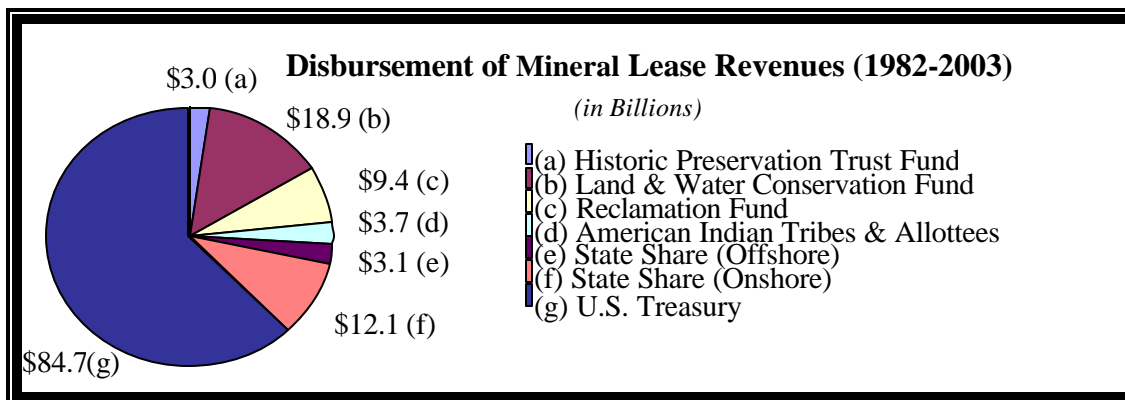 Disbursement of Mineral Lease Revenues (1982-2003)
(in Billions)
$3.0 (a)
$18.9 (b)
$9.4 (c)
$3.7 (d)
$3.1 (e)
$12.1 (f)
$84.7(g)
(a) Historic Preservation Trust Fund
(b) Land & Water Conservation Fund
(c) Reclamation Fund
(d) American Indian Tribes & Allottees
(e) State Share (Offshore)
(f) State Share (Onshore)
(g) U.S. Treasury